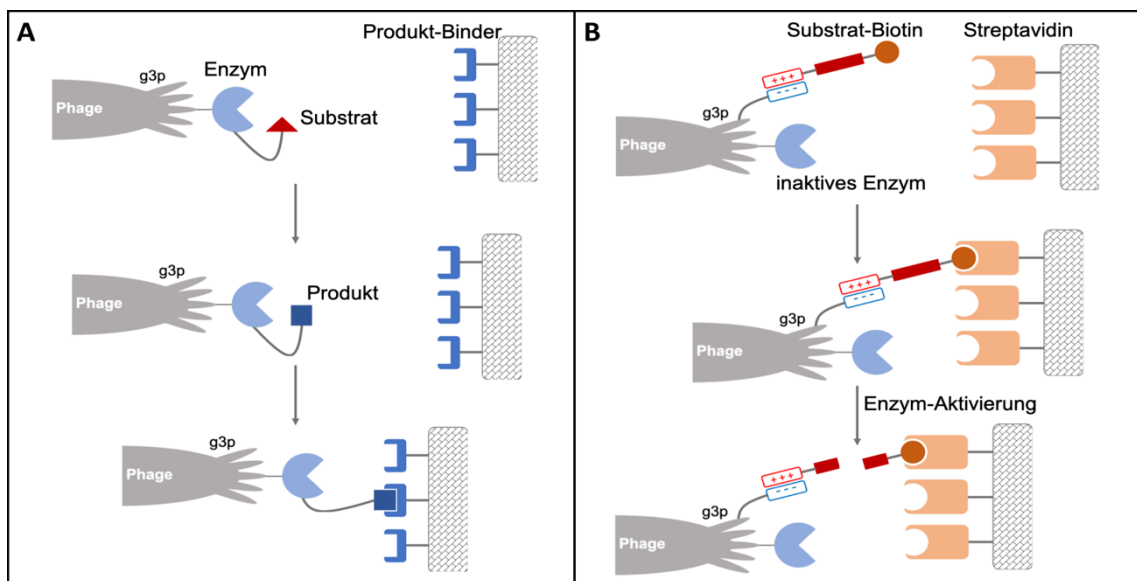 A
Produkt-Binder
Enzym
g3p
Phage
Substrat
g3p
Produkt
Phage
g3p
Phage
B
Substrat-Biotin
Streptavidin
+++
---
g3p
Phage
inaktives Enzym
+++
---
g3p
Phage
Enzym-Aktivierung
+++
---
g3p
Phage